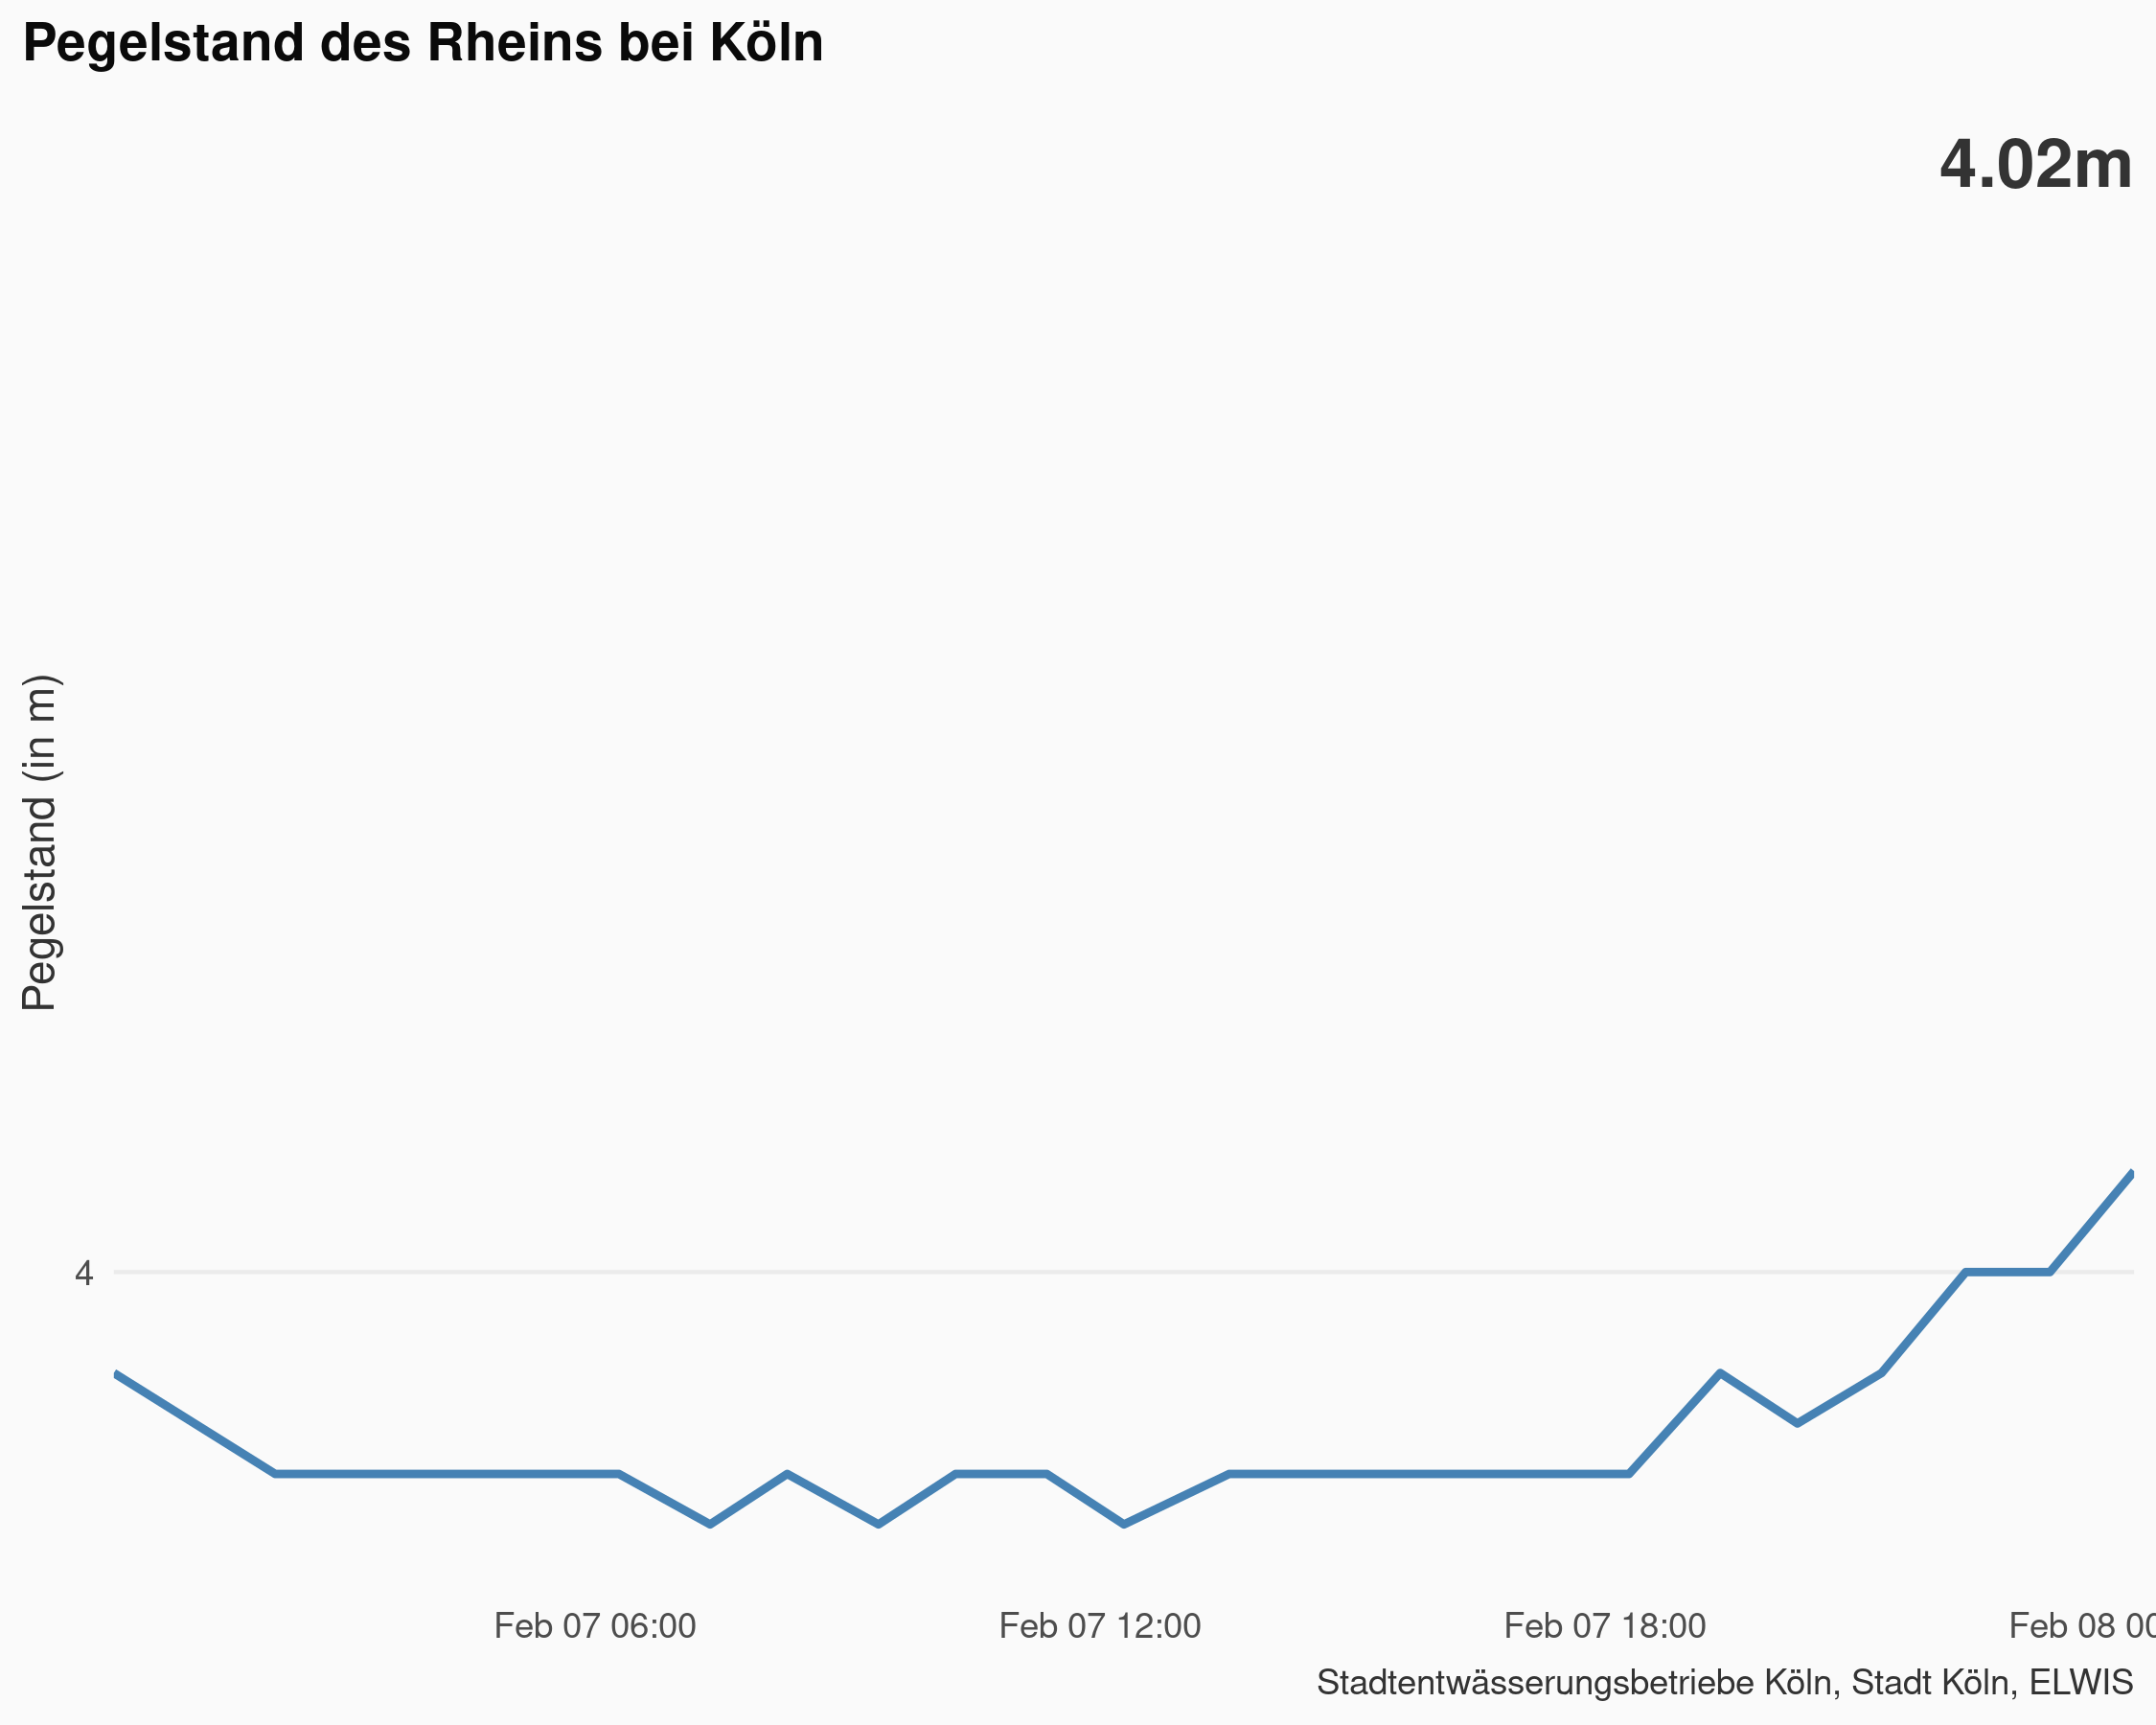 Pegelstand des Rheins bei Köln
4.02m
Pegelstand (in m)
4
Feb 07 06:00 Feb 07 12:00 Feb 07 18:00 Feb 08 00
Stadtentwässerungsbetriebe Köln, Stadt Köln, ELWIS